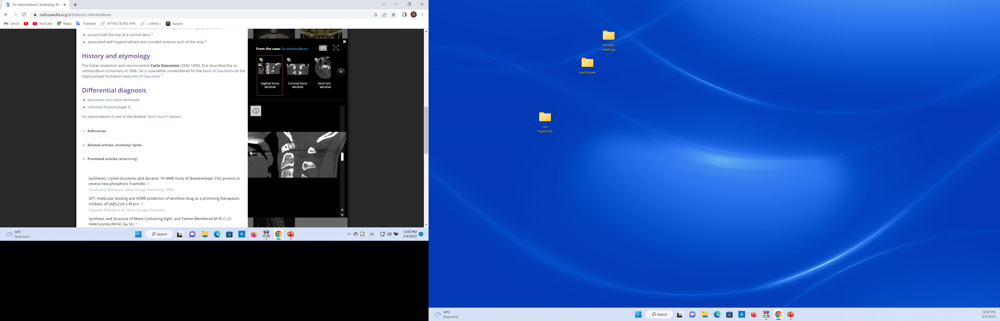 Os odontoideum | Radiology Ref
radiopaedia.org/articles/os-odontoideum
O
Gmail YouTube Maps Translate ΑΤΤΙΚΟ ΧΩΡΙΣ VPN :: Ultima :: Αρχική
around half the size of a normal dens 2
associated with hypertrophied and rounded anterior arch of the atlas 3
History and etymology
The Italian anatomist and neuroscientist Carlo Giacomini (1840-1898), first described the os
odontoideum in humans in 1886. He is now better remembered for the band of Giacomini (in the
hippocampal formation) and vein of Giacomini 7.
Differential diagnosis
persistent ossiculum terminale
odontoid fracture (type 2)
Os odontoideum is one of the skeletal “don’t touch” lesions.
+ References
+ Related articles: Anatomy: Spine
× Promoted articles (advertising)
Syntheses, crystal structures and dynamic 1H NMR study of diastereotopic CH2 protons in
several new phosphoric triamides
Gholivand, Khodayar, Main Group Chemistry, 2006
DFT, molecular docking and ADME prediction of tenofovir drug as a promising therapeutic
inhibitor of SARS-CoV-2 M pro
Siyamak Shahab et al., Main Group Chemistry
Synthesis and Structure of Metal-Containing Eight- and Twelve-Membered M–N–C–O–
Heterocycles (M=Al, Ga, In)
From the case: Os odontoideum CT
Sagittal bone
window
Coronal bone
window
Axial bon
window
14°C
Νεφώσεις
Search
ΕΛ
12:00 PM
3/4/2023
1
hemoph
meetings
οικονομικά
ολυ
περσοναλ
14°C
Νεφώσεις
Search
12:00 PM
3/4/2023